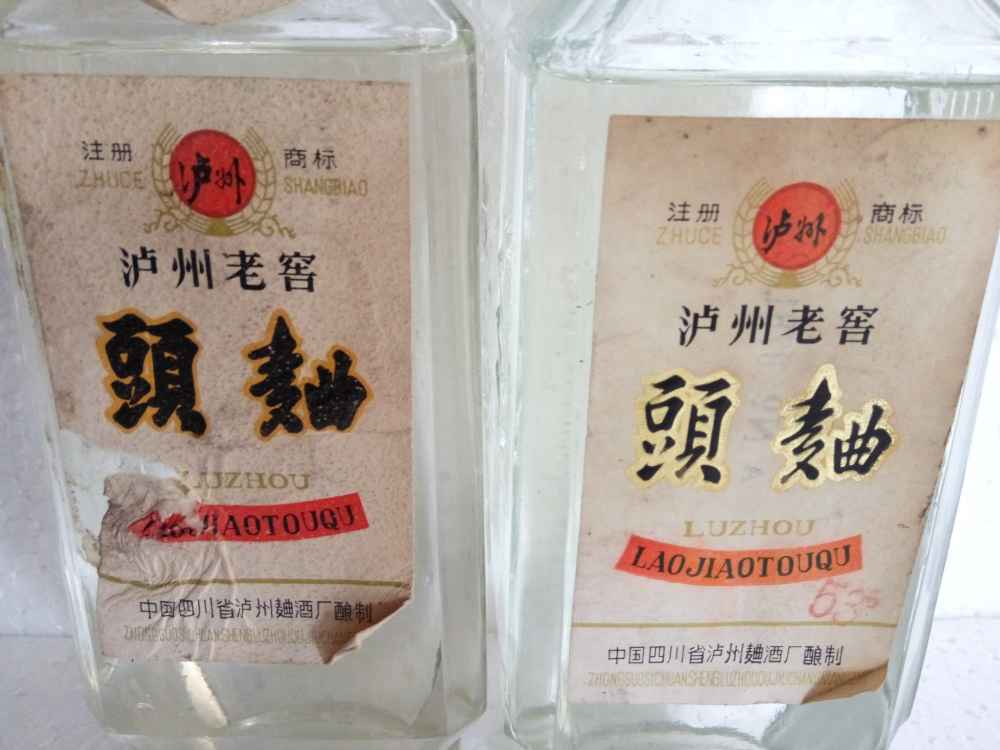 注册 泸州 商标
ZHUCE SHANGBIAO
泸州老窖
頭麯
LUZHOU
LAOJIAOTOUQU
中国四川省泸州麯酒厂酿制
注册 泸州 商标
ZHUCE SHANGBIAO
泸州老窖
頭麯
LUZHOU
LAOJIAOTOUQU
中国四川省泸州麯酒厂酿制